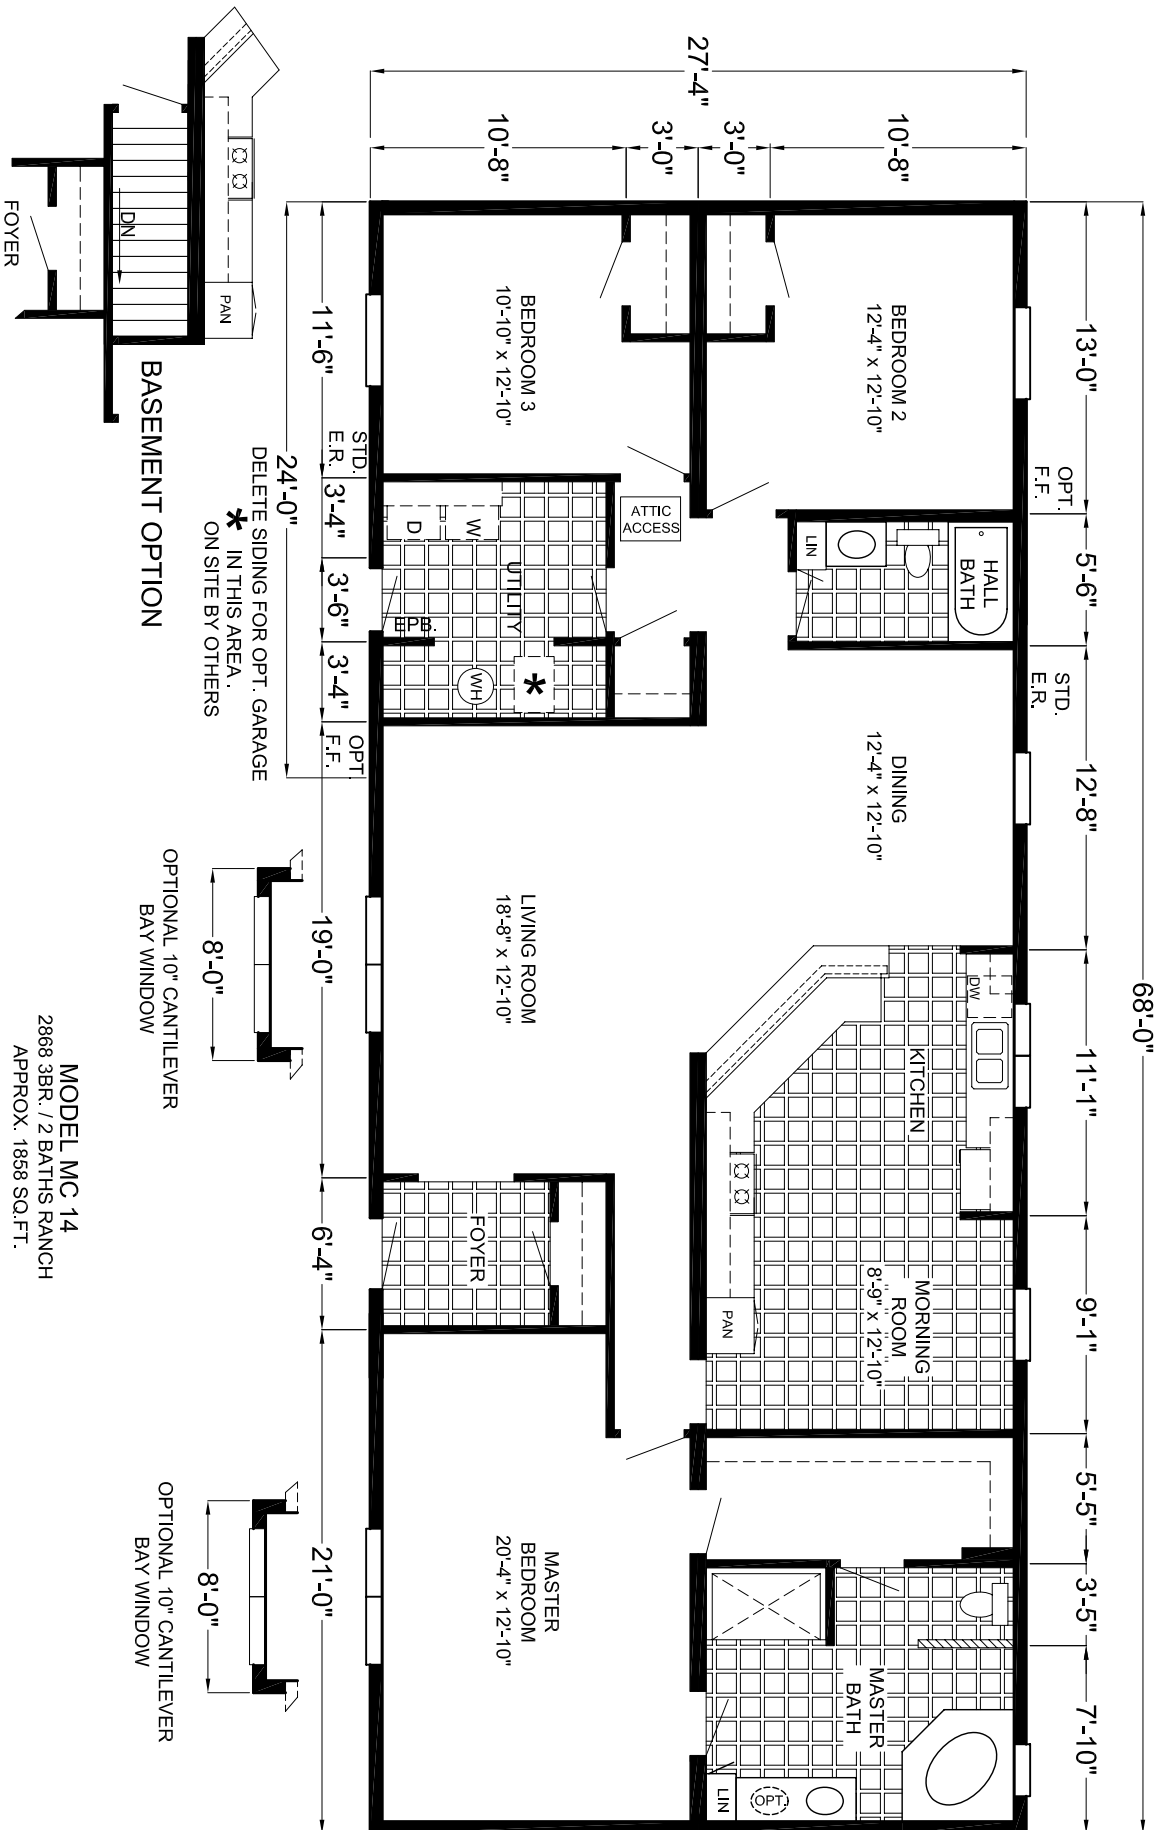 68'-0"
13'-0"
5'-6"
12'-8"
11'-1"
9'-1"
5'-5"
3'-5"
7'-10"
OPT.
F.F.
STD.
E.R.
27'-4"
10'-8"
3'-0"
3'-0"
10'-8"
BEDROOM 2
12'-4" x 12'-10"
HALL
BATH
LIN
DINING
12'-4" x 12'-10"
DW
KITCHEN
PAN
MORNING
ROOM
8'-9" x 12'-10"
MASTER
BATH
LIN
OPT.
BEDROOM 3
10'-10" x 12'-10"
ATTIC
ACCESS
D
W
UTILITY
EPB.
WH
*
LIVING ROOM
18'-8" x 12'-10"
FOYER
MASTER
BEDROOM
20'-4" x 12'-10"
STD.
E.R.
OPT.
F.F.
11'-6"
3'-4"
3'-6"
3'-4"
19'-0"
6'-4"
21'-0"
24'-0"
DELETE SIDING FOR OPT. GARAGE
* IN THIS AREA .
ON SITE BY OTHERS
8'-0"
OPTIONAL 10" CANTILEVER
BAY WINDOW
8'-0"
OPTIONAL 10" CANTILEVER
BAY WINDOW
PAN
DN
FOYER
BASEMENT OPTION
MODEL MC 14
2868 3BR. / 2 BATHS RANCH
APPROX. 1858 SQ.FT.